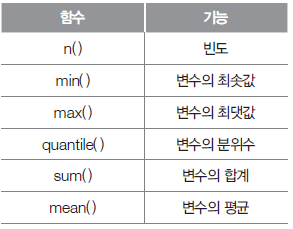 함수 기능
n( ) 빈도
min( ) 변수의 최솟값
max( ) 변수의 최댓값
quantile( ) 변수의 분위수
sum( ) 변수의 합계
mean( ) 변수의 평균